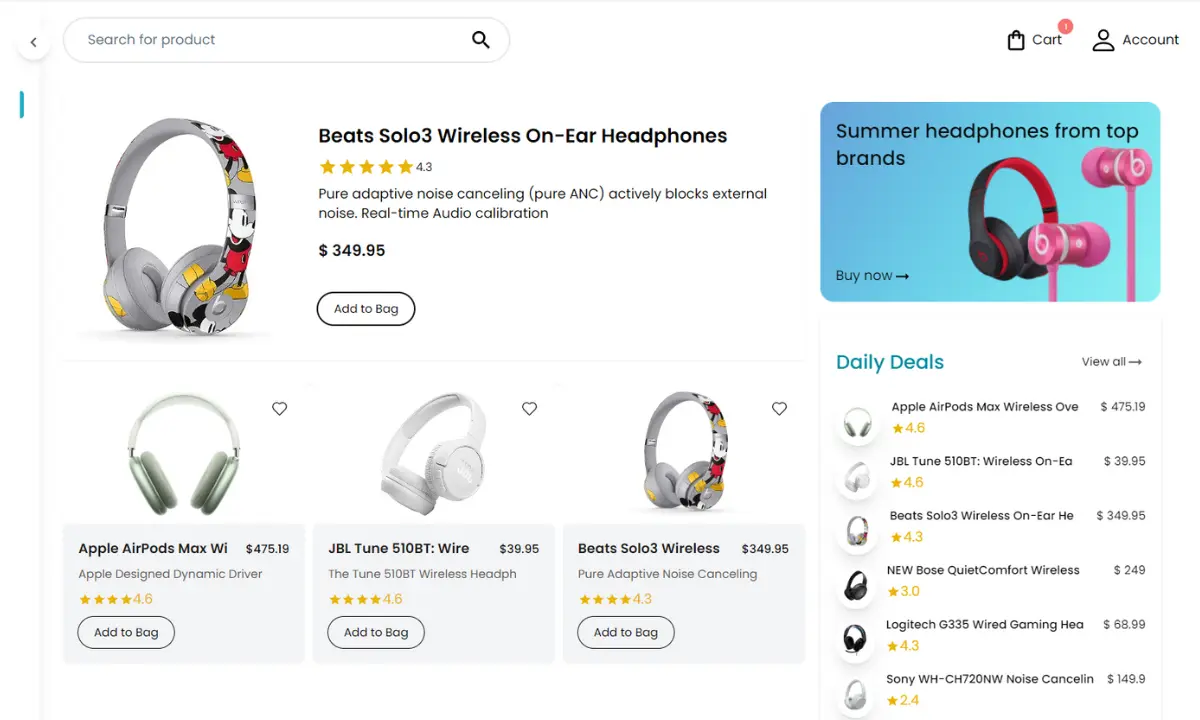 Search for product
1
Cart
Account
Beats Solo3 Wireless On-Ear Headphones
4.3
Pure adaptive noise canceling (pure ANC) actively blocks external
noise. Real-time Audio calibration
$ 349.95
Add to Bag
Summer headphones from top
brands
Buy now
Apple AirPods Max Wi $475.19
Apple Designed Dynamic Driver
4.6
Add to Bag
JBL Tune 510BT: Wire $39.95
The Tune 510BT Wireless Headph
4.6
Add to Bag
Beats Solo3 Wireless $349.95
Pure Adaptive Noise Canceling
4.3
Add to Bag
Daily Deals
View all
Apple AirPods Max Wireless Ove $ 475.19
4.6
JBL Tune 510BT: Wireless On-Ea $ 39.95
4.6
Beats Solo3 Wireless On-Ear He $ 349.95
4.3
NEW Bose QuietComfort Wireless $ 249
3.0
Logitech G335 Wired Gaming Hea $ 68.99
4.3
Sony WH-CH720NW Noise Cancelin $ 149.9
2.4